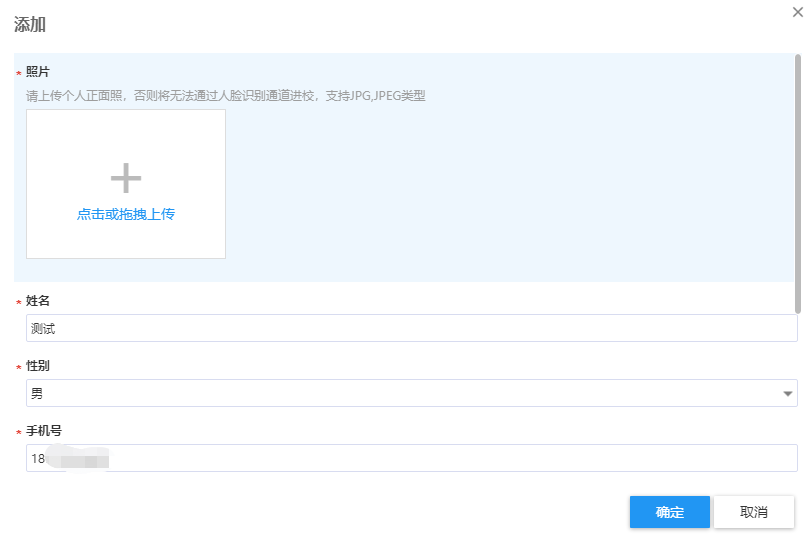 添加
* 照片
请上传个人正面照，否则将无法通过人脸识别通道进校，支持JPG,JPEG类型
点击或拖拽上传
* 姓名
测试
* 性别
男
* 手机号
18
确定 取消